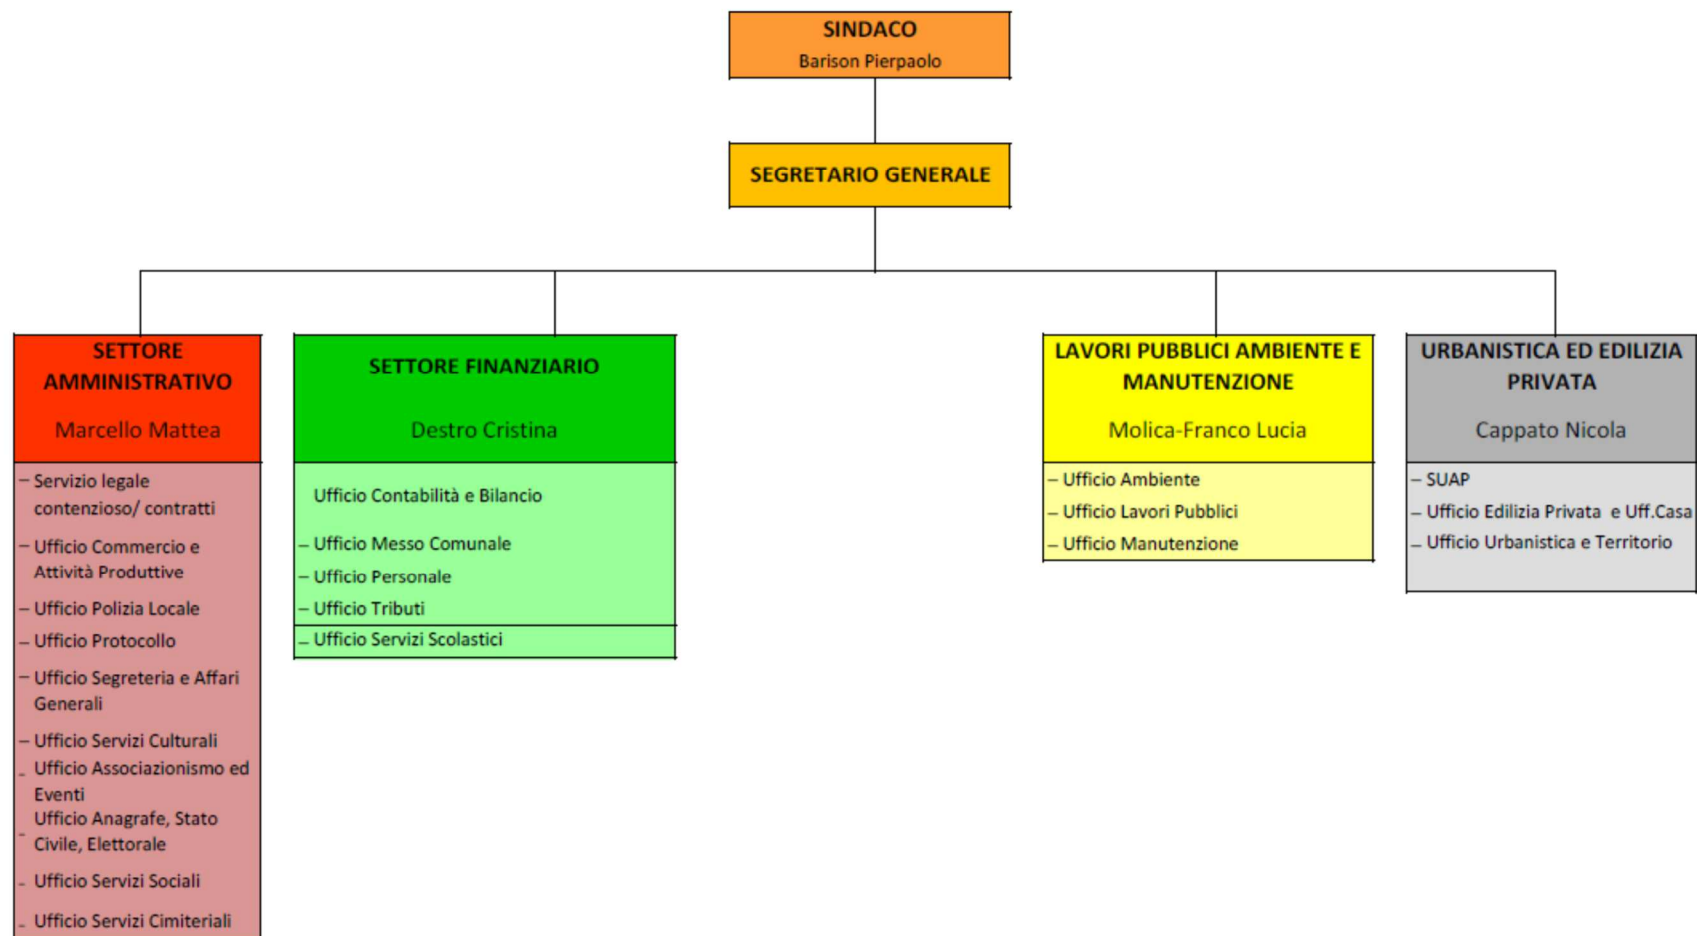 SINDACO
Barison Pierpaolo
SEGRETARIO GENERALE
SETTORE
AMMINISTRATIVO
Marcello Mattea
– Servizio legale
contenzioso/ contratti
– Ufficio Commercio e
Attività Produttive
– Ufficio Polizia Locale
– Ufficio Protocollo
– Ufficio Segreteria e Affari
Generali
– Ufficio Servizi Culturali
- Ufficio Associazionismo ed
Eventi
- Ufficio Anagrafe, Stato
Civile, Elettorale
- Ufficio Servizi Sociali
- Ufficio Servizi Cimiteriali
SETTORE FINANZIARIO
Destro Cristina
Ufficio Contabilità e Bilancio
– Ufficio Messo Comunale
– Ufficio Personale
– Ufficio Tributi
– Ufficio Servizi Scolastici
LAVORI PUBBLICI AMBIENTE E
MANUTENZIONE
Molica-Franco Lucia
– Ufficio Ambiente
– Ufficio Lavori Pubblici
– Ufficio Manutenzione
URBANISTICA ED EDILIZIA
PRIVATA
Cappato Nicola
– SUAP
– Ufficio Edilizia Privata e Uff.Casa
– Ufficio Urbanistica e Territorio